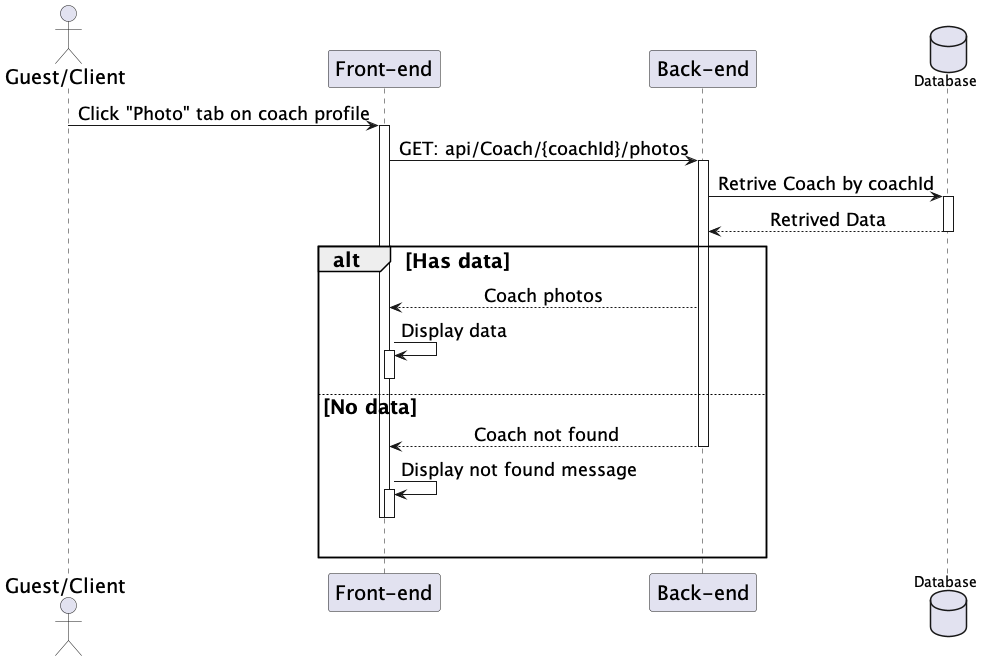 Guest/Client
Front-end
Back-end
Database
Click "Photo" tab on coach profile
GET: api/Coach/{coachId}/photos
Retrive Coach by coachId
Retrived Data
alt
[Has data]
Coach photos
Display data
[No data]
Coach not found
Display not found message
Guest/Client
Front-end
Back-end
Database